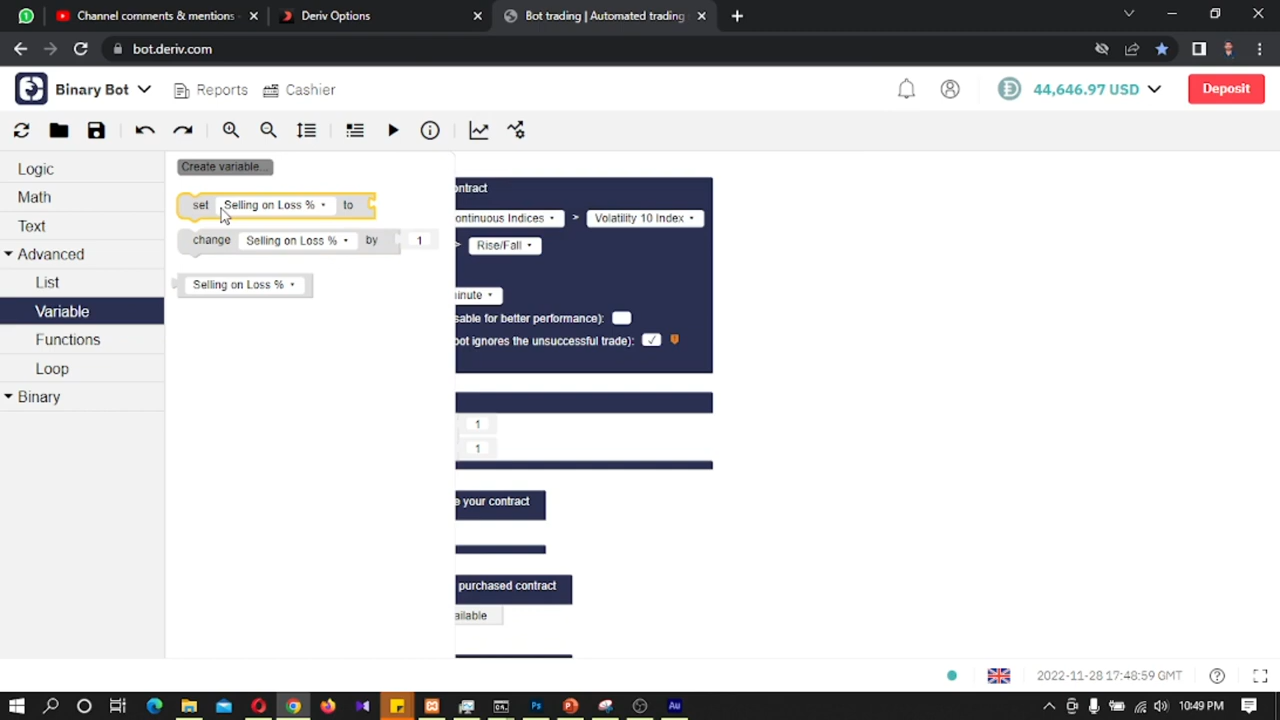 Channel comments & mentions
Deriv Options
Bot trading | Automated trading
bot.deriv.com
Binary Bot
Reports
Cashier
44,646.97 USD
Deposit
Logic
Math
Text
Advanced
List
Variable
Functions
Loop
Binary
Create variable...
set Selling on Loss % to
change Selling on Loss % by 1
Selling on Loss %
ontract
ontinuous Indices > Volatility 10 Index
> Rise/Fall
inute
sable for better performance):
bot ignores the unsuccessful trade): ✓
1
1
e your contract
purchased contract
ailable
2022-11-28 17:48:59 GMT
10:49 PM